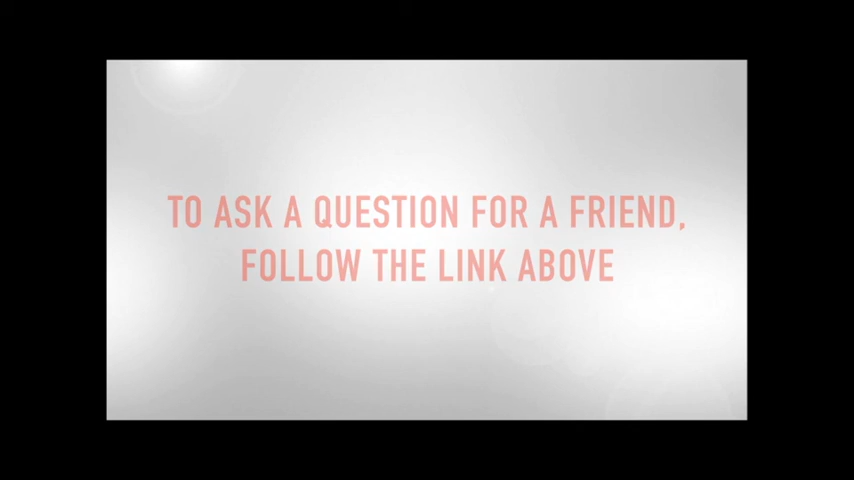 TO ASK A QUESTION FOR A FRIEND,
FOLLOW THE LINK ABOVE